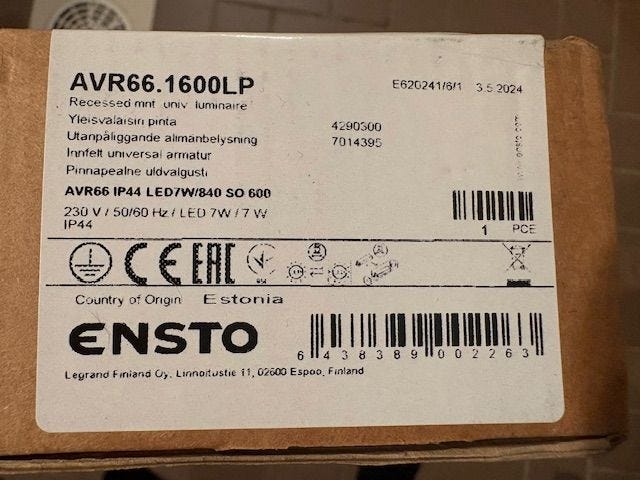 AVR66.1600LP
E620241/6/1 3.5.2024
Recessed mnt univ luminaire
Yleisvalaisin pinta 4290300
Utanpåliggande allmänbelysning 7014395
Innfelt universal armatur
Pinnapealne üldvalgusti
AVR66 IP44 LED7W/840 SO 600
230 V / 50/60 Hz / LED 7W / 7 W
IP44
1 PCE
CE EAC
Country of Origin Estonia
ENSTO
6 438389 002263
Legrand Finland Oy, Linnoitustie 11, 02600 Espoo, Finland